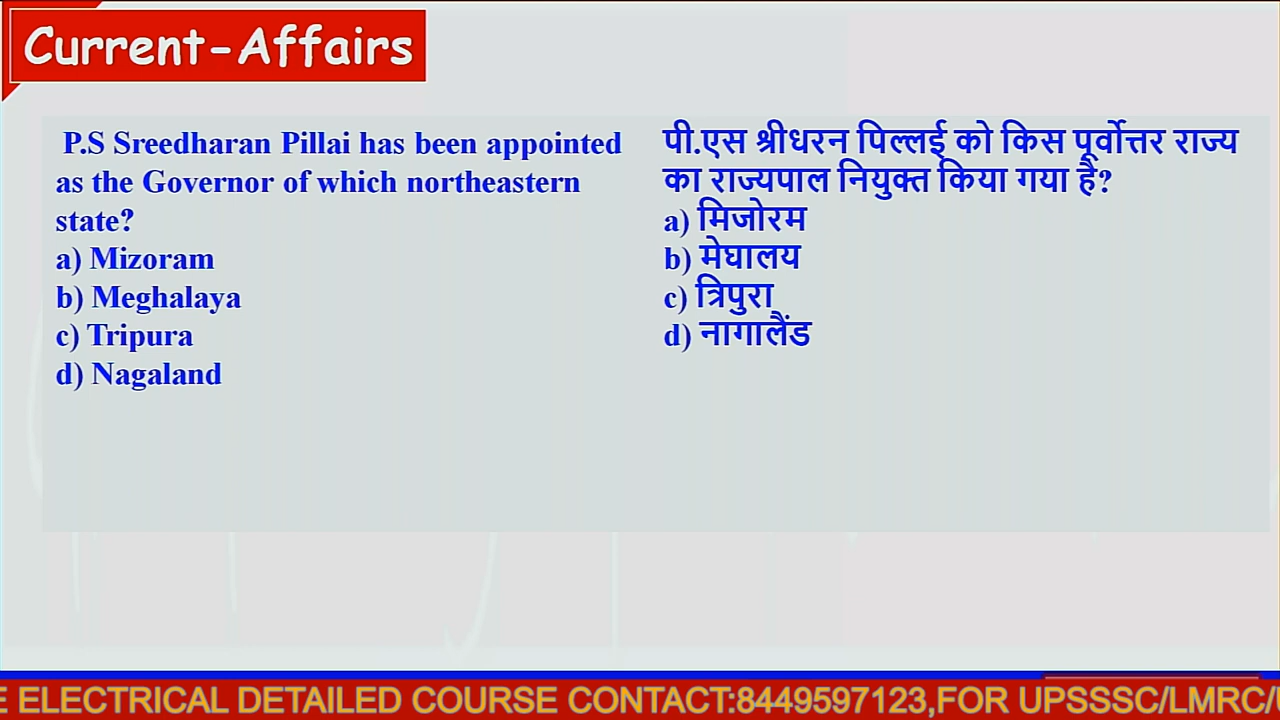 Current-Affairs
P.S Sreedharan Pillai has been appointed
as the Governor of which northeastern
state?
a) Mizoram
b) Meghalaya
c) Tripura
d) Nagaland
पी.एस श्रीधरन पिल्लई को किस पूर्वोत्तर राज्य
का राज्यपाल नियुक्त किया गया है?
a) मिजोरम
b) मेघालय
c) त्रिपुरा
d) नागालैंड
ELECTRICAL DETAILED COURSE CONTACT:8449597123,FOR UPSSSC/LMRC/